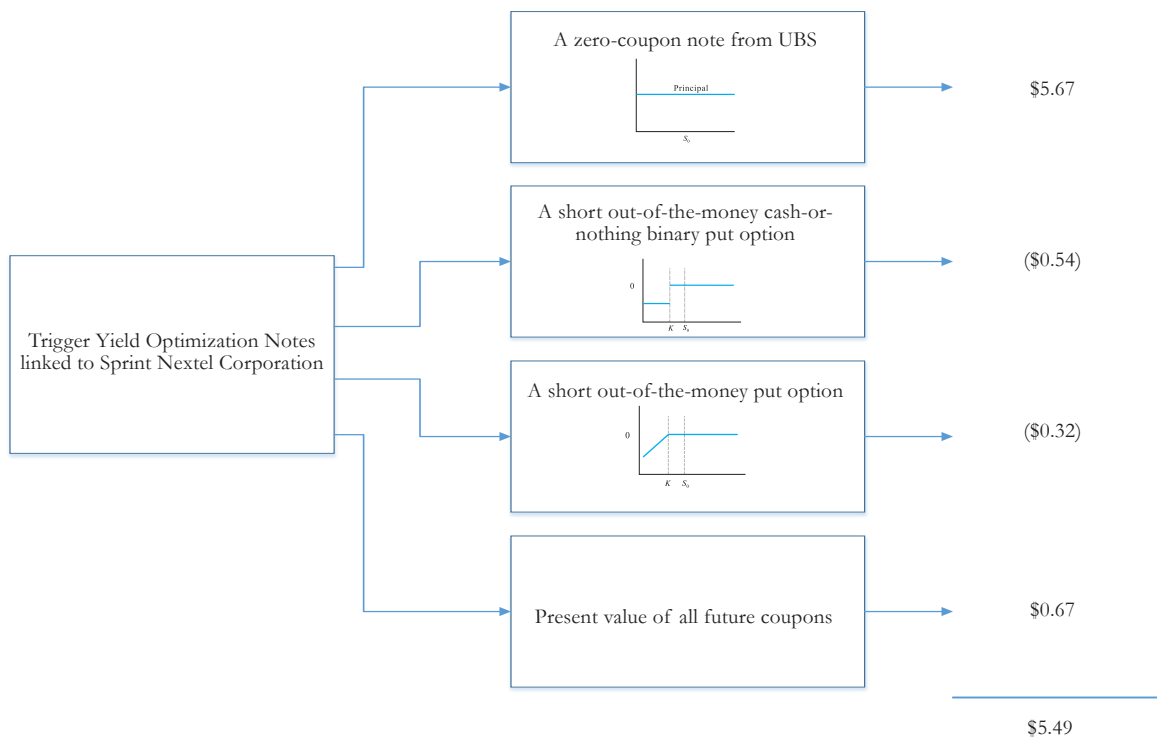 A zero-coupon note from UBS
Principal
S₀
$5.67
A short out-of-the-money cash-or-
nothing binary put option
0
K S₀
($0.54)
Trigger Yield Optimization Notes
linked to Sprint Nextel Corporation
A short out-of-the-money put option
0
K S₀
($0.32)
Present value of all future coupons
$0.67
$5.49